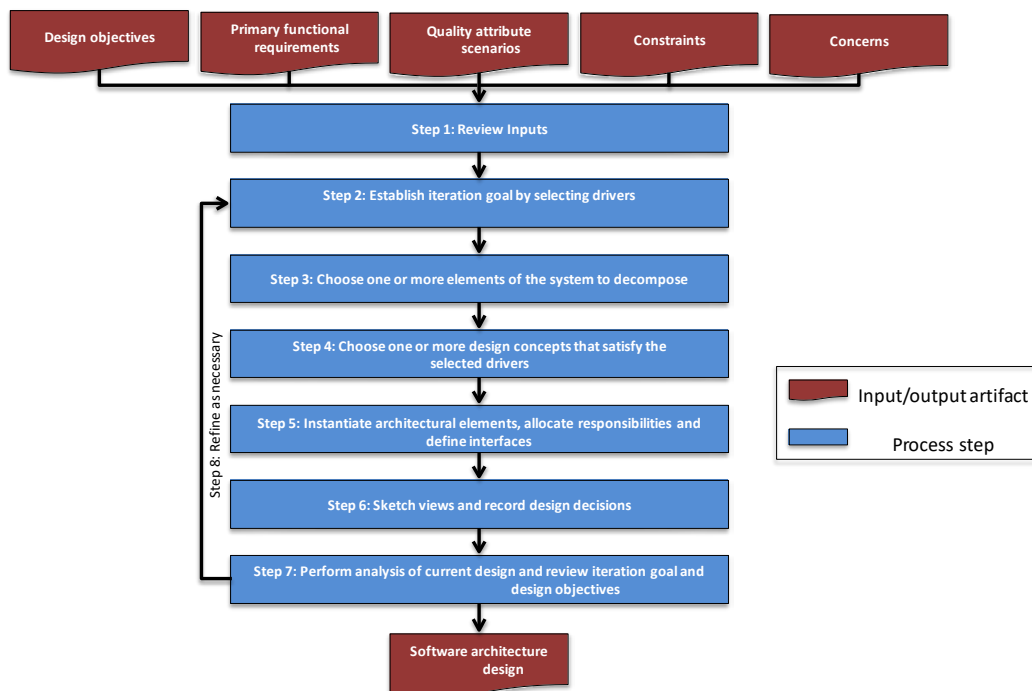 Design objectives
Primary functional
requirements
Quality attribute
scenarios
Constraints
Concerns
Step 1: Review Inputs
Step 2: Establish iteration goal by selecting drivers
Step 3: Choose one or more elements of the system to decompose
Step 4: Choose one or more design concepts that satisfy the
selected drivers
Step 5: Instantiate architectural elements, allocate responsibilities and
define interfaces
Step 6: Sketch views and record design decisions
Step 7: Perform analysis of current design and review iteration goal and
design objectives
Step 8: Refine as necessary
Software architecture
design
Input/output artifact
Process step